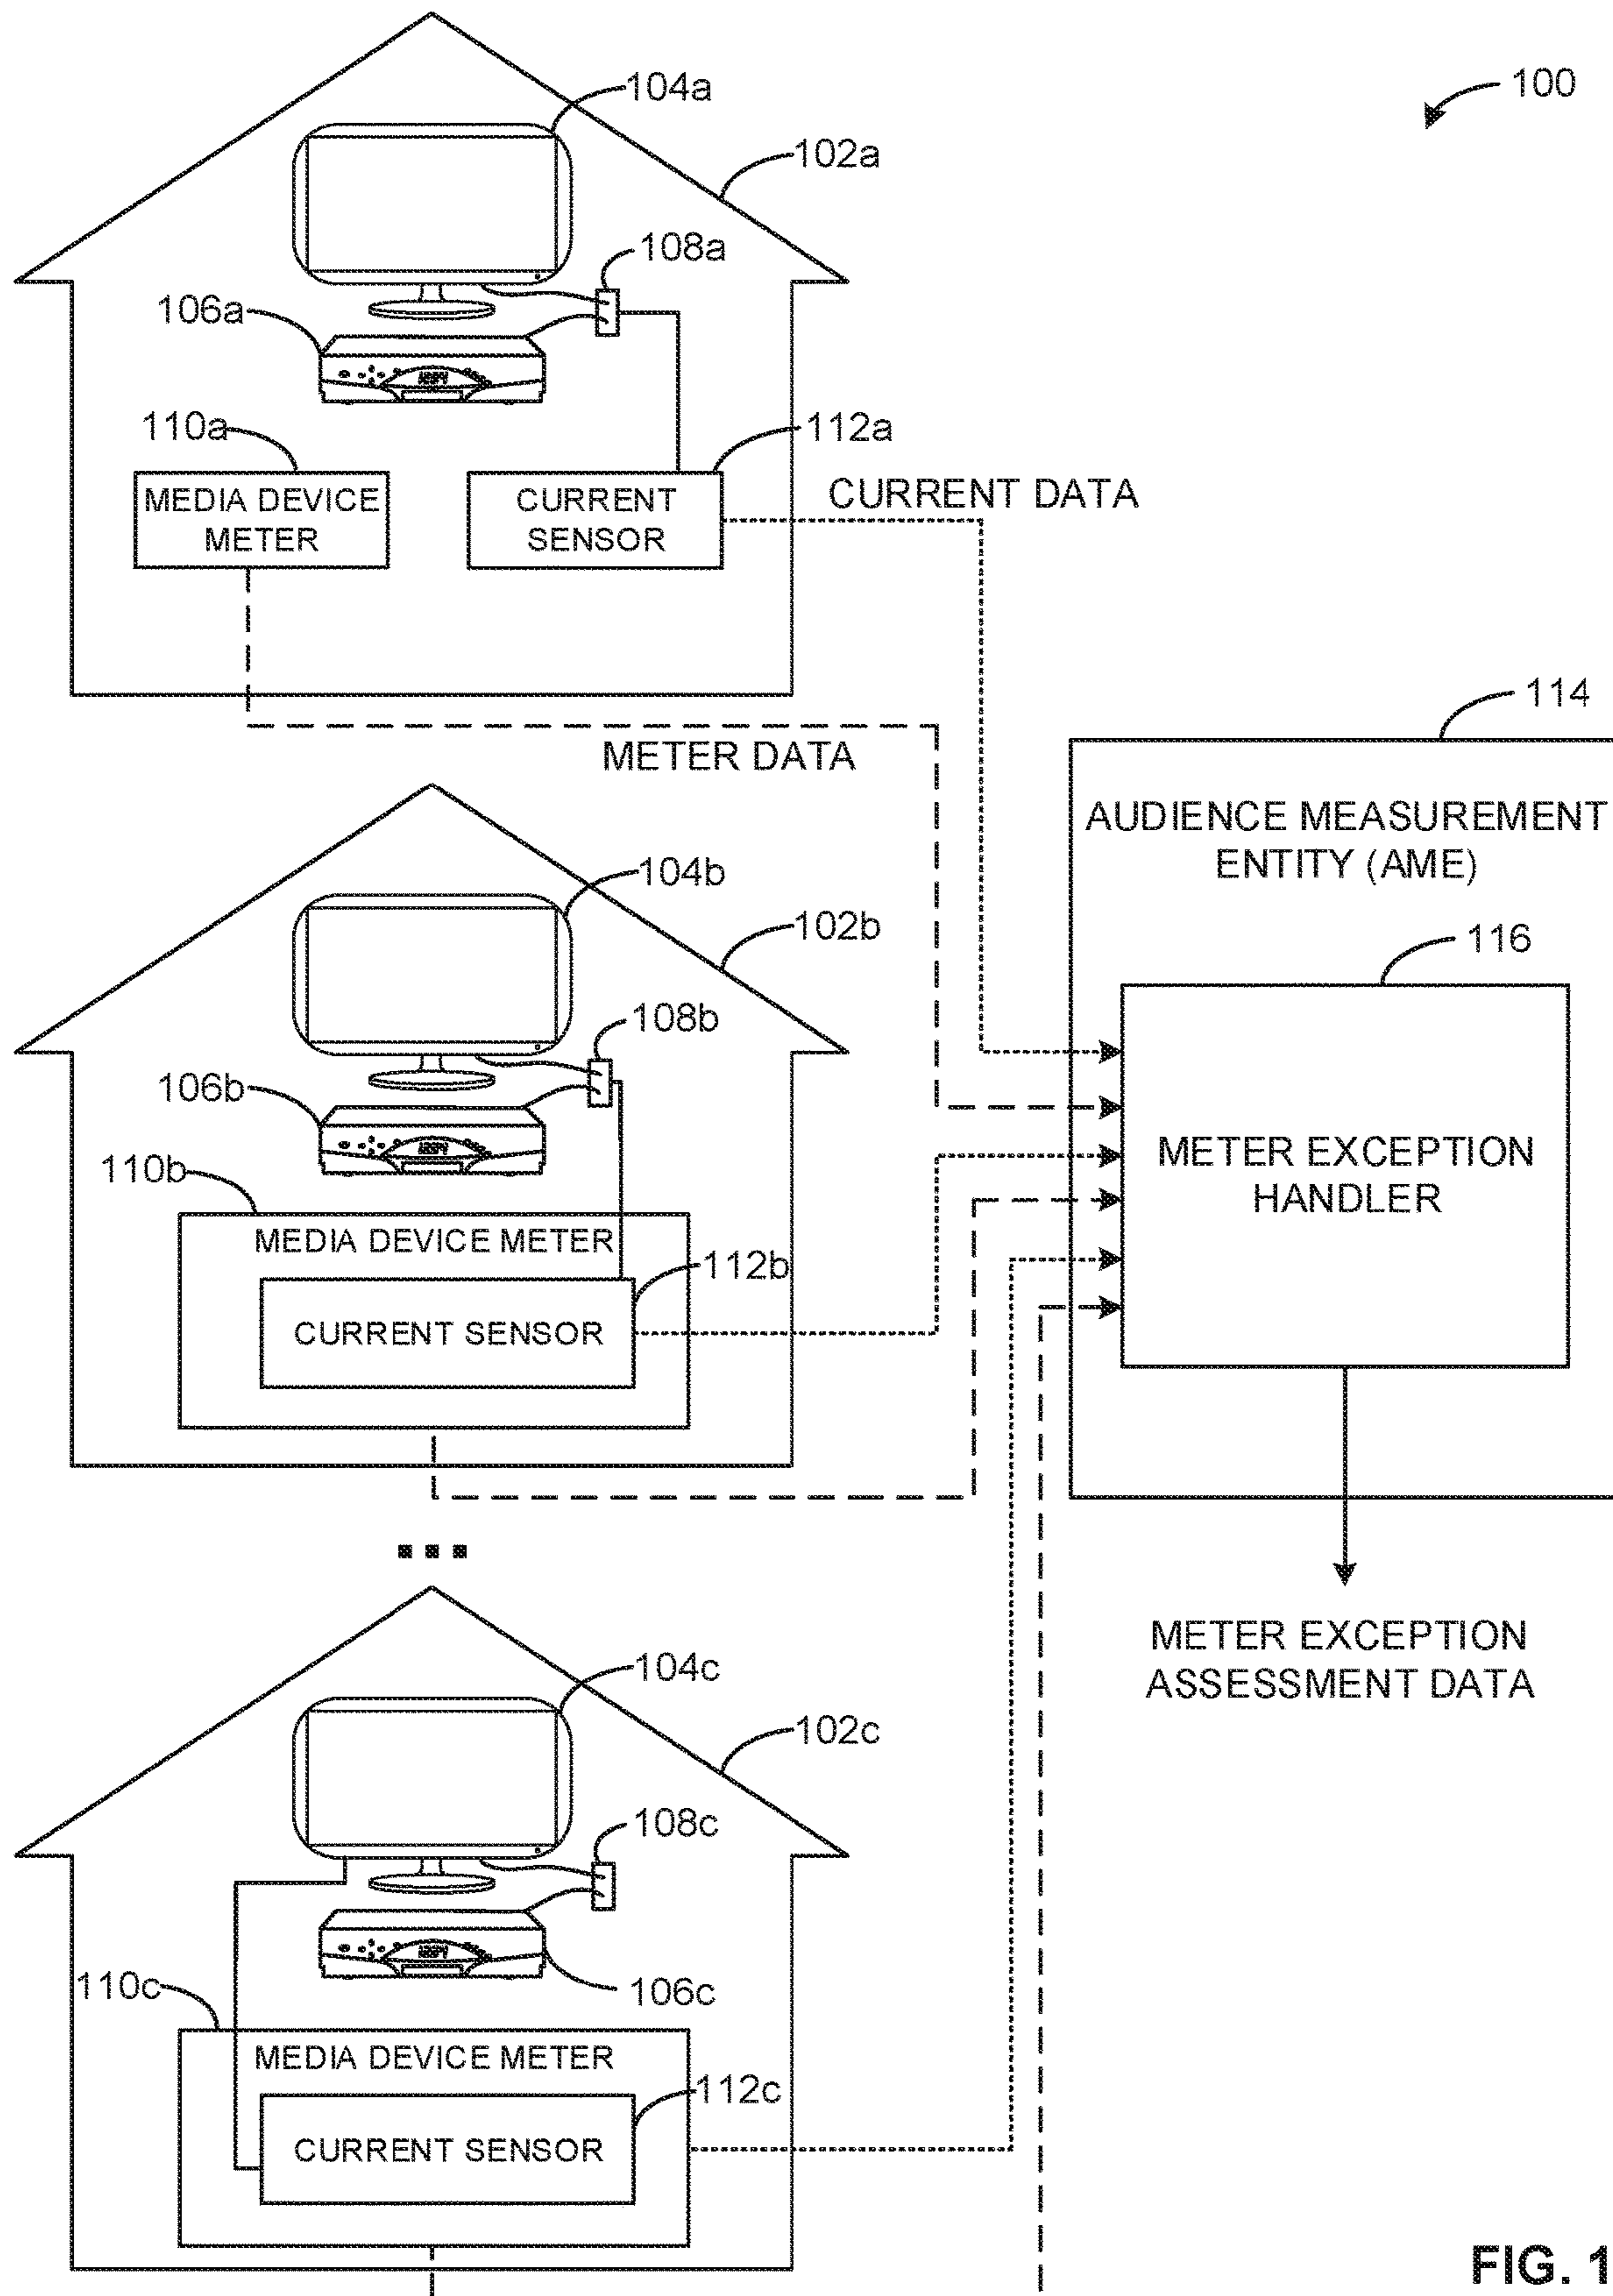 100
104a
102a
108a
106a
110a
112a
MEDIA DEVICE
METER
CURRENT
SENSOR
CURRENT DATA
METER DATA
114
AUDIENCE MEASUREMENT
ENTITY (AME)
116
METER EXCEPTION
HANDLER
104b
102b
108b
106b
110b
MEDIA DEVICE METER
112b
CURRENT SENSOR
...
METER EXCEPTION
ASSESSMENT DATA
104c
102c
108c
106c
110c
MEDIA DEVICE METER
112c
CURRENT SENSOR
FIG. 1